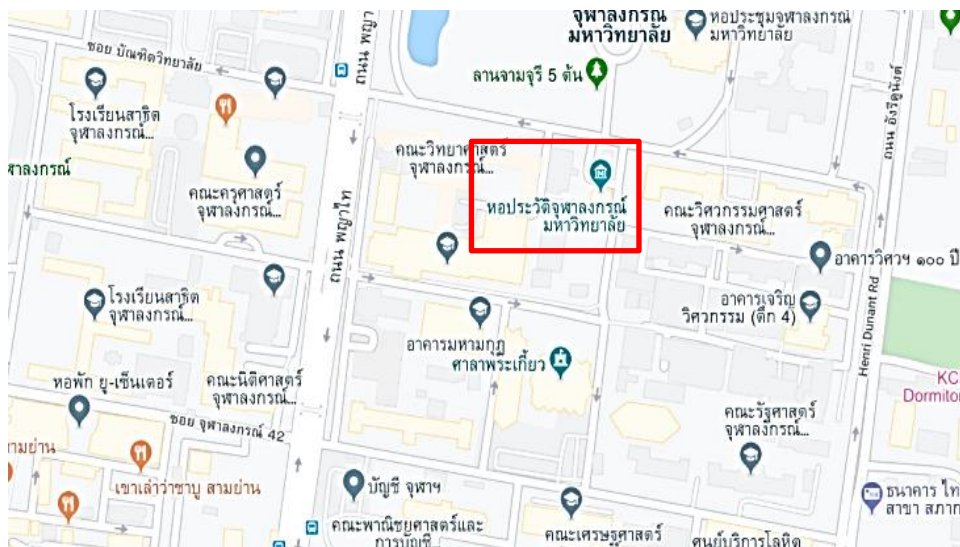 จุฬาลงกรณ์
มหาวิทยาลัย
หอประชุมจุฬาลงกรณ์
มหาวิทยาลัย
ซอย บัณฑิตวิทยาลัย
ถนน พญา
ลานจามจุรี 5 ต้น
ถนน อังรีดูนังต์
โรงเรียนสาธิต
จุฬาลงกรณ์...
คณะวิทยาศาสตร์
จุฬาลงกรณ์...
ฬาลงกรณ์
คณะครุศาสตร์
จุฬาลงกรณ์...
หอประวัติจุฬาลงกรณ์
มหาวิทยาลัย
คณะวิศวกรรมศาสตร์
จุฬาลงกรณ์...
ถนน พญาไท
อาคารวิศวฯ ๑๐๐ ปี
โรงเรียนสาธิต
จุฬาลงกรณ์...
อาคารเจริญ
วิศวกรรม (ตึก 4)
Henri Dunant Rd
อาคารมหามกุฏ
ศาลาพระเกี้ยว
หอพัก ยู-เซ็นเตอร์
คณะนิติศาสตร์
จุฬาลงกรณ์...
KC
Dormito
คณะรัฐศาสตร์
จุฬาลงกรณ์...
ซอย จุฬาลงกรณ์ 42
ามย่าน
เขาเล่าว่าชาบู สามย่าน
บัญชี จุฬาฯ
ธนาคาร ไท
สาขา สภาก
คณะพาณิชยศาสตร์และ
การบัญชี...
คณะเศรษฐศาสตร์
ศูนย์บริการโลหิต